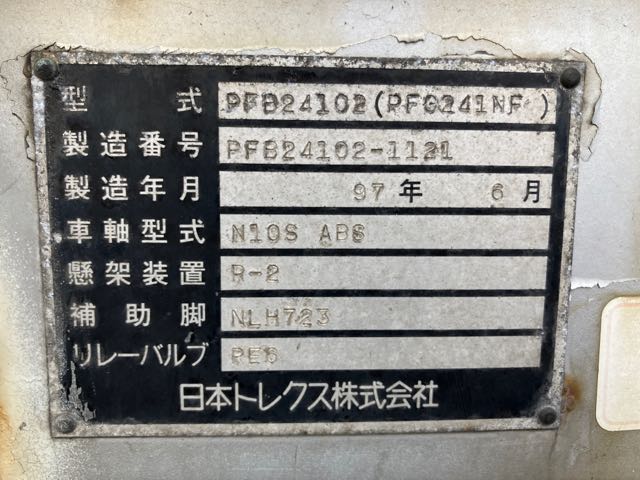 型式 PFB24102(PFG241NF)
製造番号 PFB24102-1121
製造年月 97年 6月
車軸型式 N10S ABS
懸架装置 R-2
補助脚 NLH723
リレーバルブ RE6
日本トレクス株式会社